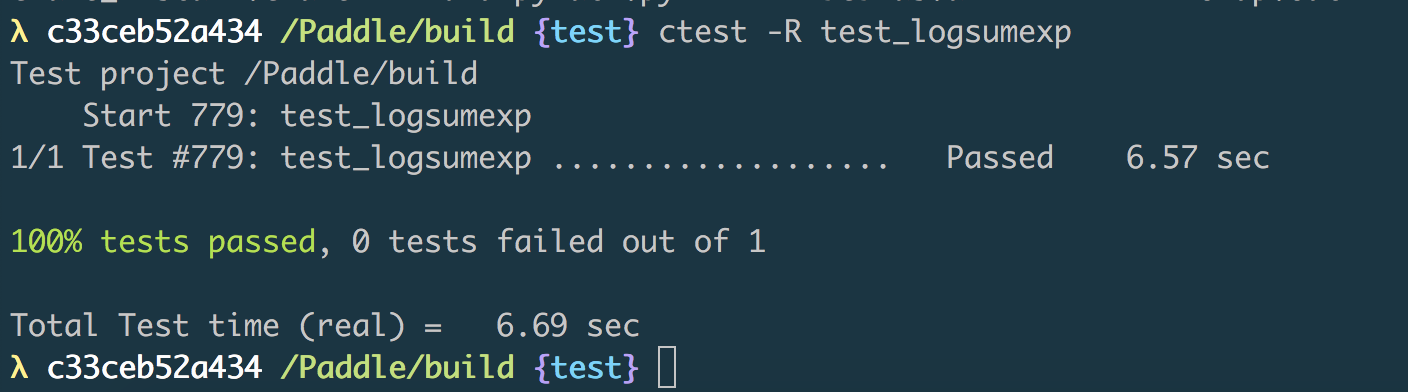 λ c33ceb52a434 /Paddle/build {test} ctest -R test_logsumexp
Test project /Paddle/build
    Start 779: test_logsumexp
1/1 Test #779: test_logsumexp ...................   Passed    6.57 sec

100% tests passed, 0 tests failed out of 1

Total Test time (real) =   6.69 sec
λ c33ceb52a434 /Paddle/build {test}